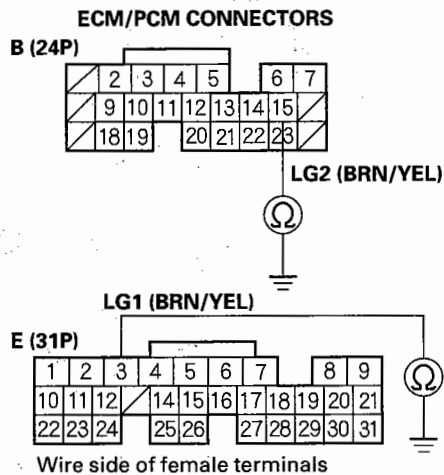 ECM/PCM CONNECTORS
B (24P)
2 3 4 5 6 7
9 10 11 12 13 14 15
18 19 20 21 22 23
LG2 (BRN/YEL)
Ω
LG1 (BRN/YEL)
E (31P)
1 2 3 4 5 6 7 8 9
Ω
10 11 12 14 15 16 17 18 19 20 21
22 23 24 25 26 27 28 29 30 31
Wire side of female terminals